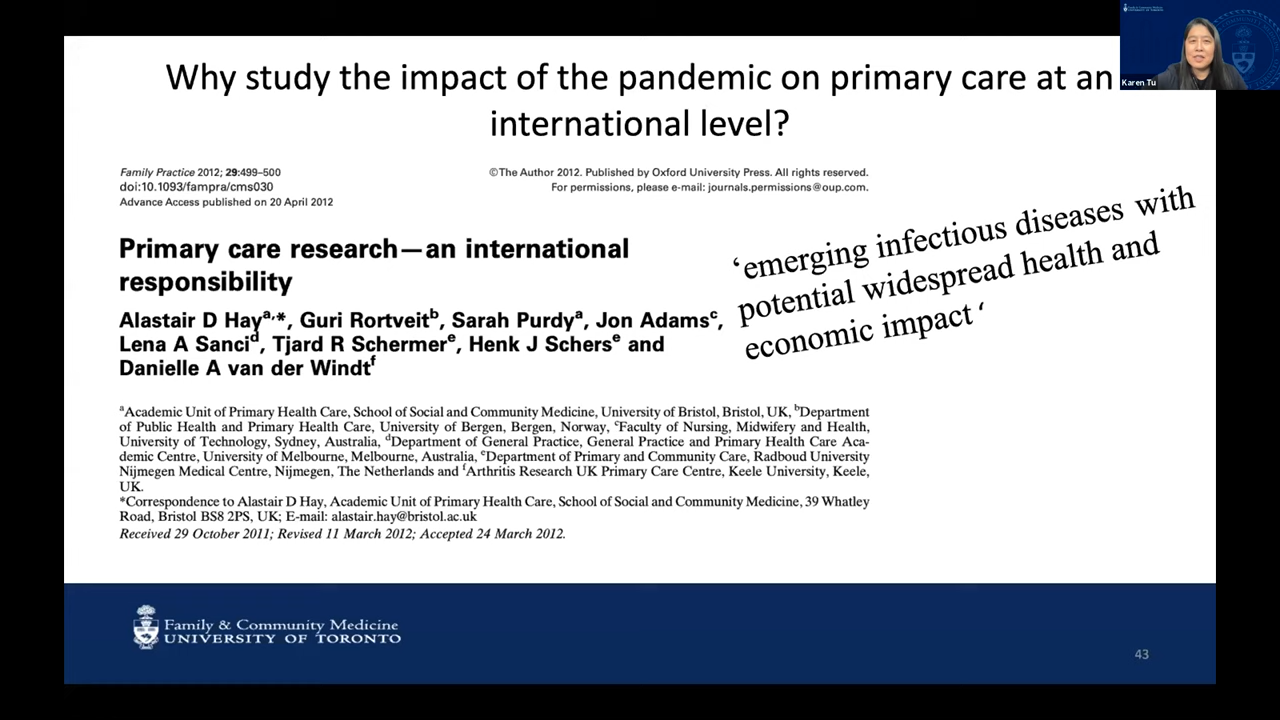 Why study the impact of the pandemic on primary care at an
international level?
Karen Tu
Family Practice 2012; 29:499–500
doi:10.1093/fampra/cms030
Advance Access published on 20 April 2012
©The Author 2012. Published by Oxford University Press. All rights reserved.
For permissions, please e-mail: journals.permissions@oup.com.
Primary care research—an international
responsibility
Alastair D Hay^a,*, Guri Rortveit^b, Sarah Purdy^a, Jon Adams^c,
Lena A Sanci^d, Tjard R Schermer^e, Henk J Schers^e and
Danielle A van der Windt^f
‘emerging infectious diseases with
potential widespread health and
economic impact‘
^aAcademic Unit of Primary Health Care, School of Social and Community Medicine, University of Bristol, Bristol, UK, ^bDepartment
of Public Health and Primary Health Care, University of Bergen, Bergen, Norway, ^cFaculty of Nursing, Midwifery and Health,
University of Technology, Sydney, Australia, ^dDepartment of General Practice, General Practice and Primary Health Care Aca-
demic Centre, University of Melbourne, Melbourne, Australia, ^eDepartment of Primary and Community Care, Radboud University
Nijmegen Medical Centre, Nijmegen, The Netherlands and ^fArthritis Research UK Primary Care Centre, Keele University, Keele,
UK.
*Correspondence to Alastair D Hay, Academic Unit of Primary Health Care, School of Social and Community Medicine, 39 Whatley
Road, Bristol BS8 2PS, UK; E-mail: alastair.hay@bristol.ac.uk
Received 29 October 2011; Revised 11 March 2012; Accepted 24 March 2012.
Family & Community Medicine
UNIVERSITY OF TORONTO
43